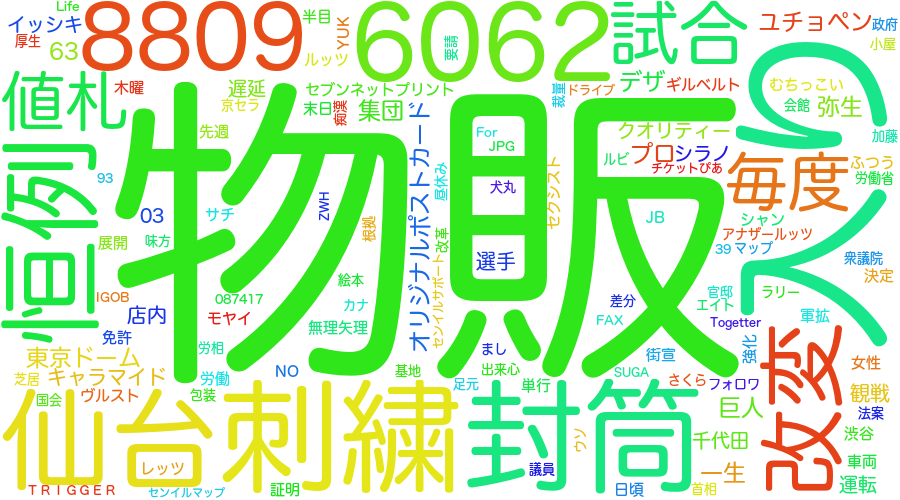 Life
イッシキ
厚生
63
8809
半目
YUK
ルッツ
6062
要請
試合
ユチョペン
政府
小屋
値札
木曜
遅延
京セラ
先週
セブンネットプリント
末日
痴漢
集団
裁量
ドライブ
デザ
ギルベルト
むちっこい
会館
弥生
り
加藤
恒例
93
03
サチ
物販
ZWH
昼休み
オリジナルポストカード
For
JPG
犬丸
セクシスト
クオリティー
ルビ
プロ
シラノ
チケットぴあ
毎度
ふつう
労働省
展開
味方
根拠
改革
センイルサポート
選手
JB
シャン
アナザールッツ
39
マップ
衆議院
決定
入
IGOB
087417
絵本
カナ
モヤイ
無理矢理
店内
免許
差分
FAX
官邸
エイト
ラリー
軍拡
Togetter
強化
改変
東京ドーム
労相
芝居
キャラマイド
労働
NO
基地
まし
出来心
足元
単行
街宣
SUGA
さくら
フォロワ
女性
観戦
国会
ヴルスト
包装
仙台
刺繍
封筒
巨人
法案
渋谷
千代田
レッツ
ウソ
議員
一生
車両
運転
TRIGGER
センイルマップ
証明
日頃
首相